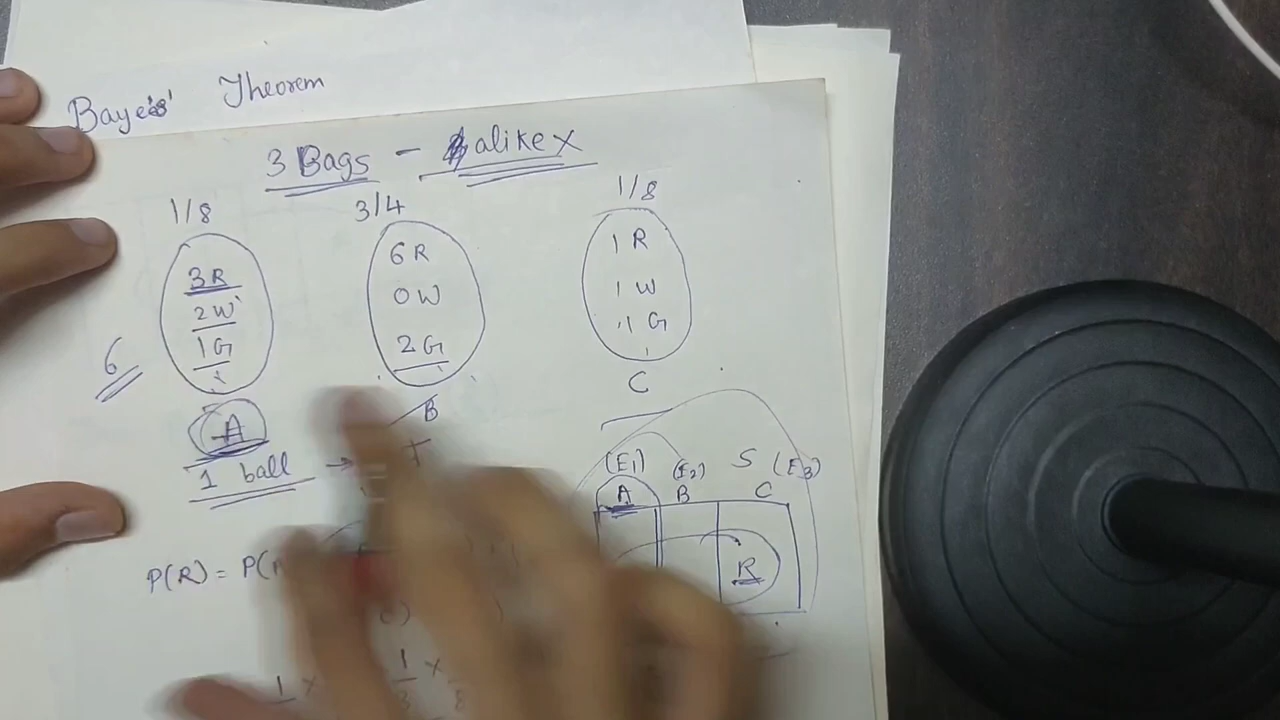 Bayes' Theorem
3 Bags - alike X
1/8 3/4 1/8
3R 6R 1R
2W 0W 1W
1G 2G 1G
6
A B C
1 ball →
(E1) (E2) S (E3)
A B C
R
P(R) = P(